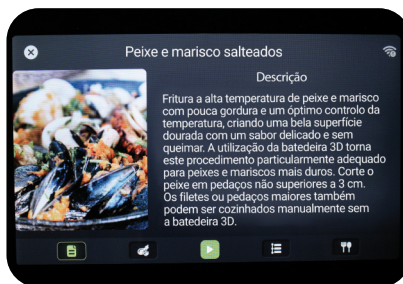 Peixe e marisco salteados
Descrição
Fritura a alta temperatura de peixe e marisco
com pouca gordura e um óptimo controlo da
temperatura, criando uma bela superfície
dourada com um sabor delicado e sem
queimar. A utilização da batedeira 3D torna
este procedimento particularmente adequado
para peixes e mariscos mais duros. Corte o
peixe em pedaços não superiores a 3 cm.
Os filetes ou pedaços maiores também
podem ser cozinhados manualmente sem
a batedeira 3D.